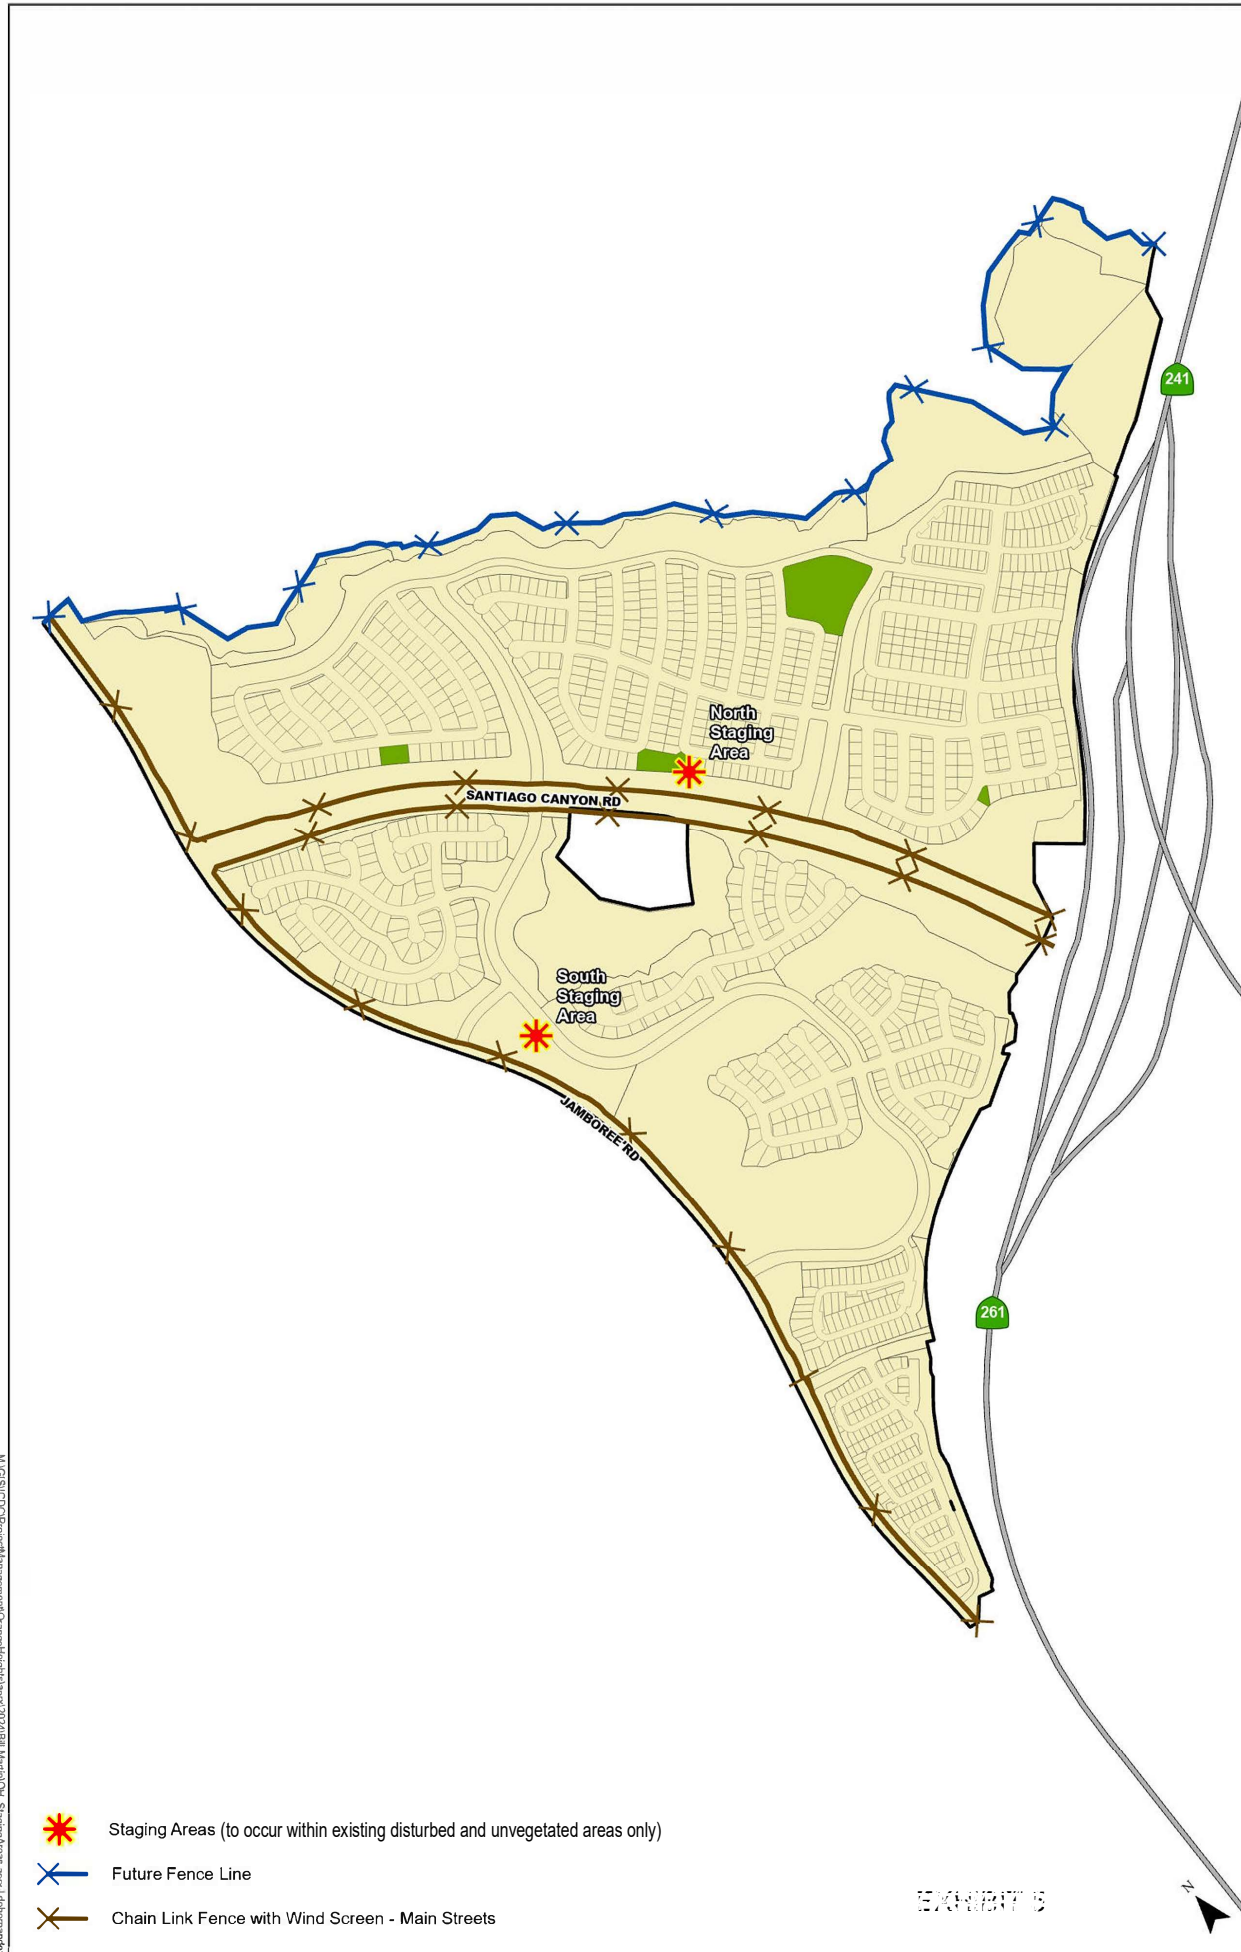 241
North
Staging
Area
SANTIAGO CANYON RD
South
Staging
Area
JAMBOREE RD
261
Staging Areas (to occur within existing disturbed and unvegetated areas only)
Future Fence Line
Chain Link Fence with Wind Screen - Main Streets
N